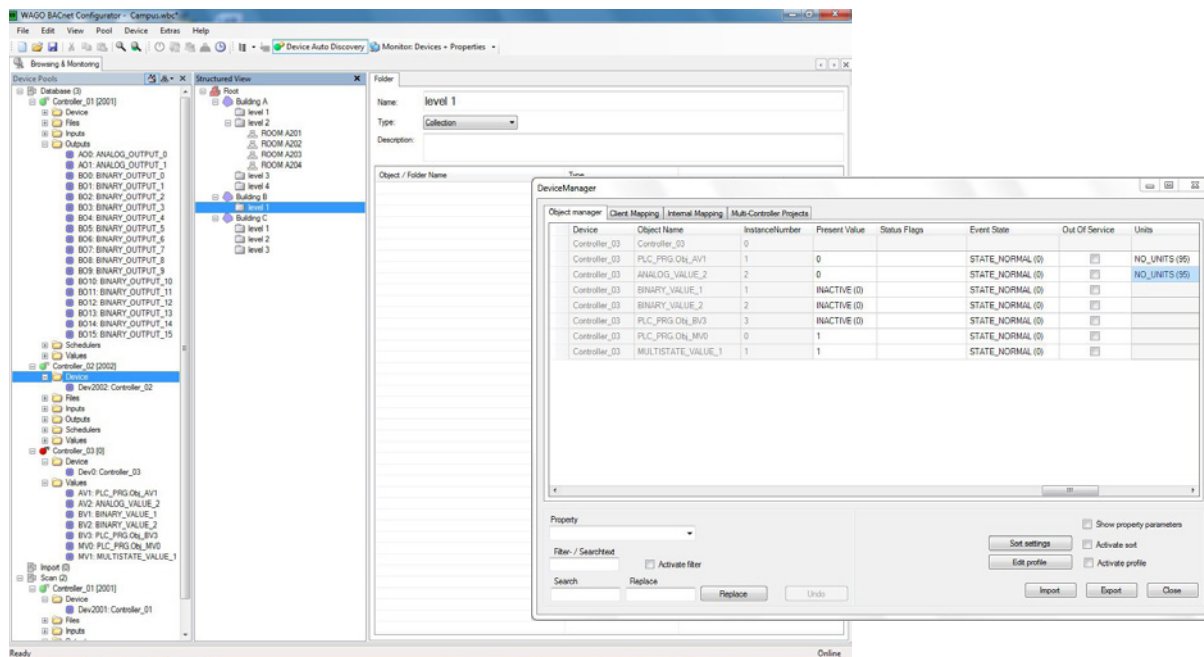 WAGO BACnet Configurator - Campus.wbc*
File Edit View Pool Device Extras Help
Device Auto Discovery Monitor: Devices + Properties
Browsing & Monitoring
Device Pools
Database (3)
Controller_01 [2001]
Device
Files
Inputs
Outputs
AO0: ANALOG_OUTPUT_0
AO1: ANALOG_OUTPUT_1
BO0: BINARY_OUTPUT_0
BO1: BINARY_OUTPUT_1
BO2: BINARY_OUTPUT_2
BO3: BINARY_OUTPUT_3
BO4: BINARY_OUTPUT_4
BO5: BINARY_OUTPUT_5
BO6: BINARY_OUTPUT_6
BO7: BINARY_OUTPUT_7
BO8: BINARY_OUTPUT_8
BO9: BINARY_OUTPUT_9
BO10: BINARY_OUTPUT_10
BO11: BINARY_OUTPUT_11
BO12: BINARY_OUTPUT_12
BO13: BINARY_OUTPUT_13
BO14: BINARY_OUTPUT_14
BO15: BINARY_OUTPUT_15
Schedulers
Values
Controller_02 [2002]
Device
Dev2002: Controller_02
Files
Inputs
Outputs
Schedulers
Values
Controller_03 [0]
Device
Dev0: Controller_03
Values
AV1: PLC_PRG.Obj_AV1
AV2: ANALOG_VALUE_2
BV1: BINARY_VALUE_1
BV2: BINARY_VALUE_2
BV3: PLC_PRG.Obj_BV3
MV0: PLC_PRG.Obj_MV0
MV1: MULTISTATE_VALUE_1
Import (0)
Scan (2)
Controller_01 [2001]
Device
Dev2001: Controller_01
Files
Inputs
Structured View
Root
Building A
level 1
level 2
ROOM A201
ROOM A202
ROOM A203
ROOM A204
level 3
level 4
Building B
level 1
Building C
level 1
level 2
level 3
Folder
Name: level 1
Type: Collection
Description:
Object / Folder Name Type
DeviceManager
Object manager Client Mapping Internal Mapping Multi-Controller Projects
Device Object Name InstanceNumber Present Value Status Flags Event State Out Of Service Units
Controller_03 Controller_03 0
Controller_03 PLC_PRG.Obj_AV1 1 0 STATE_NORMAL (0) NO_UNITS (95)
Controller_03 ANALOG_VALUE_2 2 0 STATE_NORMAL (0) NO_UNITS (95)
Controller_03 BINARY_VALUE_1 1 INACTIVE (0) STATE_NORMAL (0)
Controller_03 BINARY_VALUE_2 2 INACTIVE (0) STATE_NORMAL (0)
Controller_03 PLC_PRG.Obj_BV3 3 INACTIVE (0) STATE_NORMAL (0)
Controller_03 PLC_PRG.Obj_MV0 0 1 STATE_NORMAL (0)
Controller_03 MULTISTATE_VALUE_1 1 1 STATE_NORMAL (0)
Property
Filter- / Searchtext
Activate filter
Search Replace
Replace Undo
Show property parameters
Sort settings Activate sort
Edit profile Activate profile
Import Export Close
Ready Online